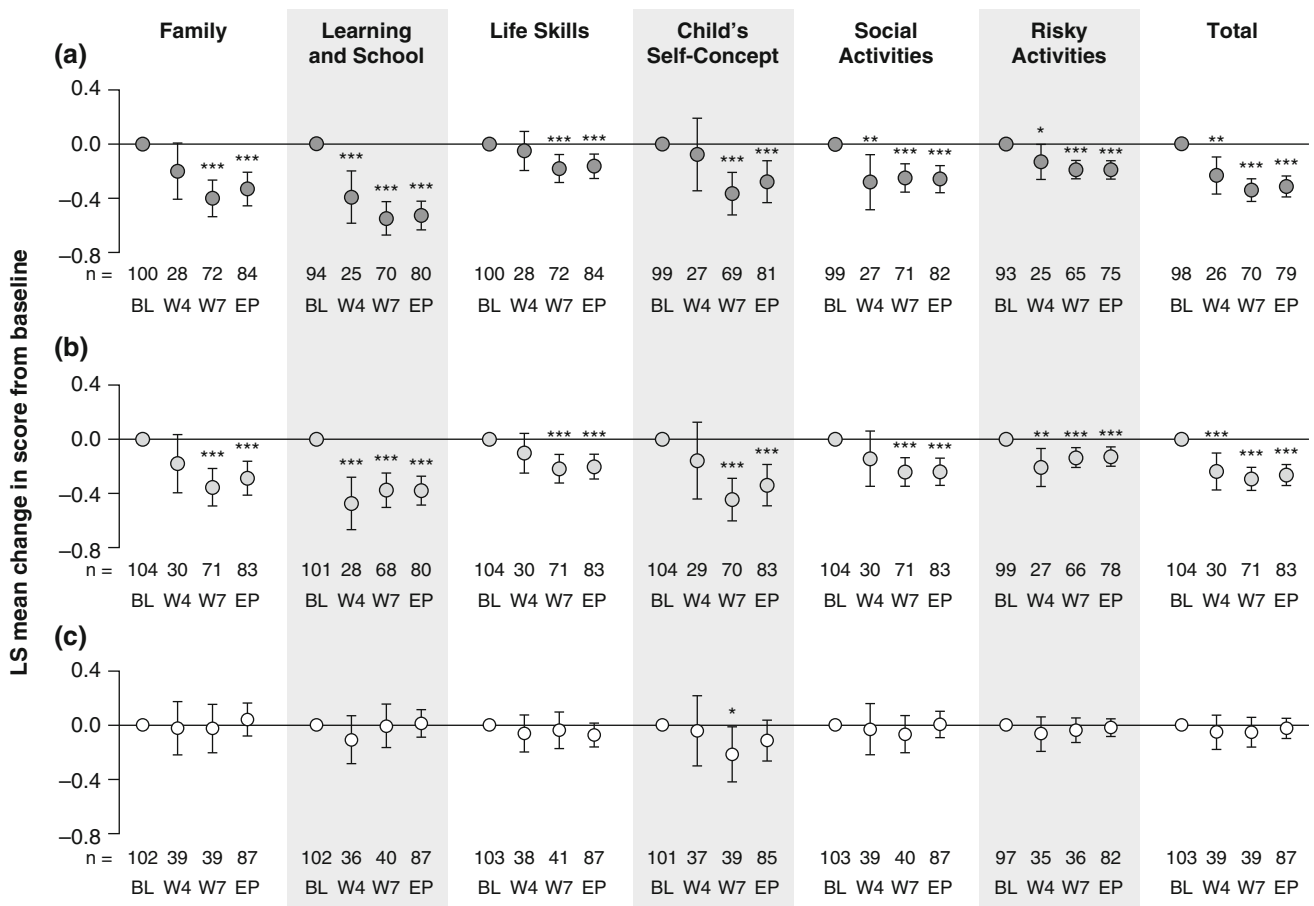 Family Learning and School Life Skills Child's Self-Concept Social Activities Risky Activities Total
(a)
0.4
0.0
–0.4
–0.8
*** *** *** *** *** *** *** *** *** ** *** *** * *** *** ** *** ***
n = 100 28 72 84 94 25 70 80 100 28 72 84 99 27 69 81 99 27 71 82 93 25 65 75 98 26 70 79
BL W4 W7 EP BL W4 W7 EP BL W4 W7 EP BL W4 W7 EP BL W4 W7 EP BL W4 W7 EP BL W4 W7 EP
(b)
0.4
0.0
–0.4
–0.8
*** *** *** *** *** *** *** *** *** *** *** ** *** *** *** *** ***
n = 104 30 71 83 101 28 68 80 104 30 71 83 104 29 70 83 104 30 71 83 99 27 66 78 104 30 71 83
BL W4 W7 EP BL W4 W7 EP BL W4 W7 EP BL W4 W7 EP BL W4 W7 EP BL W4 W7 EP BL W4 W7 EP
(c)
0.4
0.0
–0.4
–0.8
*
n = 102 39 39 87 102 36 40 87 103 38 41 87 101 37 39 85 103 39 40 87 97 35 36 82 103 39 39 87
BL W4 W7 EP BL W4 W7 EP BL W4 W7 EP BL W4 W7 EP BL W4 W7 EP BL W4 W7 EP BL W4 W7 EP
LS mean change in score from baseline